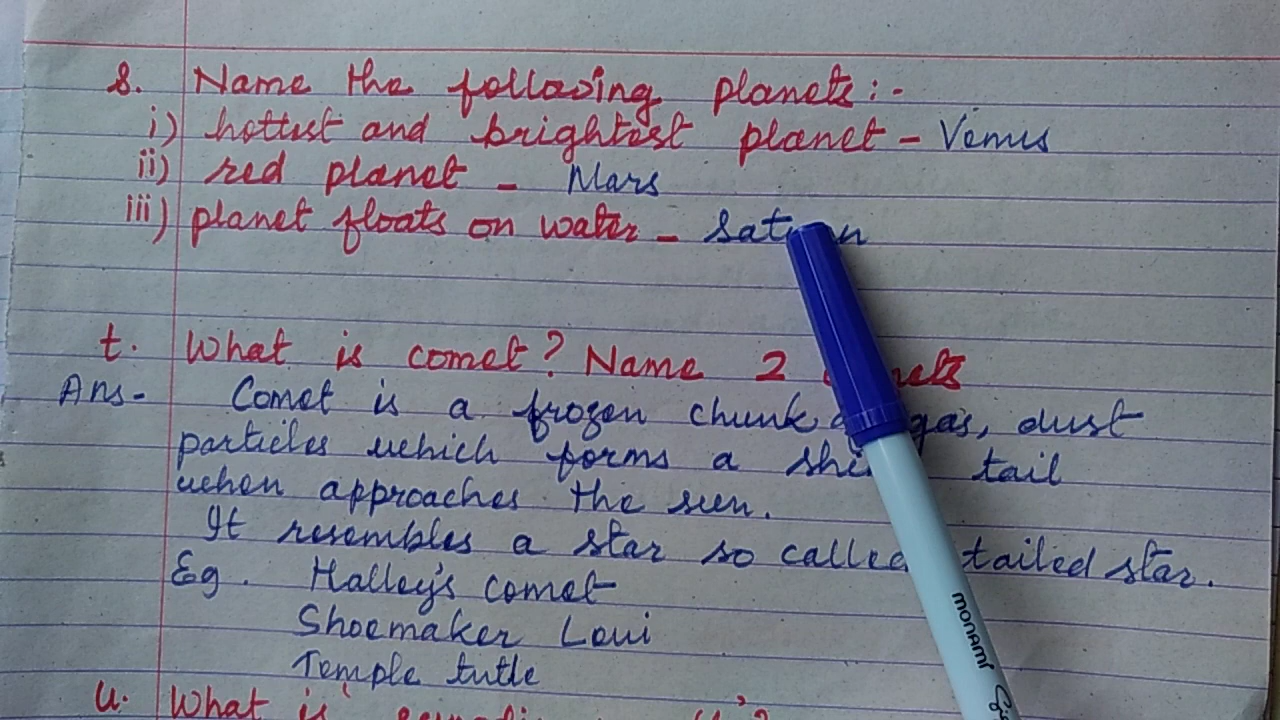 s. Name the following planets:-
i) hottest and brightest planet - Venus
ii) red planet - Mars
iii) planet floats on water - Saturn
t. What is comet? Name 2
Ans- Comet is a frozen chunk gas, dust
particles which forms a tail
when approaches the sun.
It resembles a star so called tailed star.
Eg. Halley's comet
Shoemaker Loui
Temple tutle
u. What is
monami